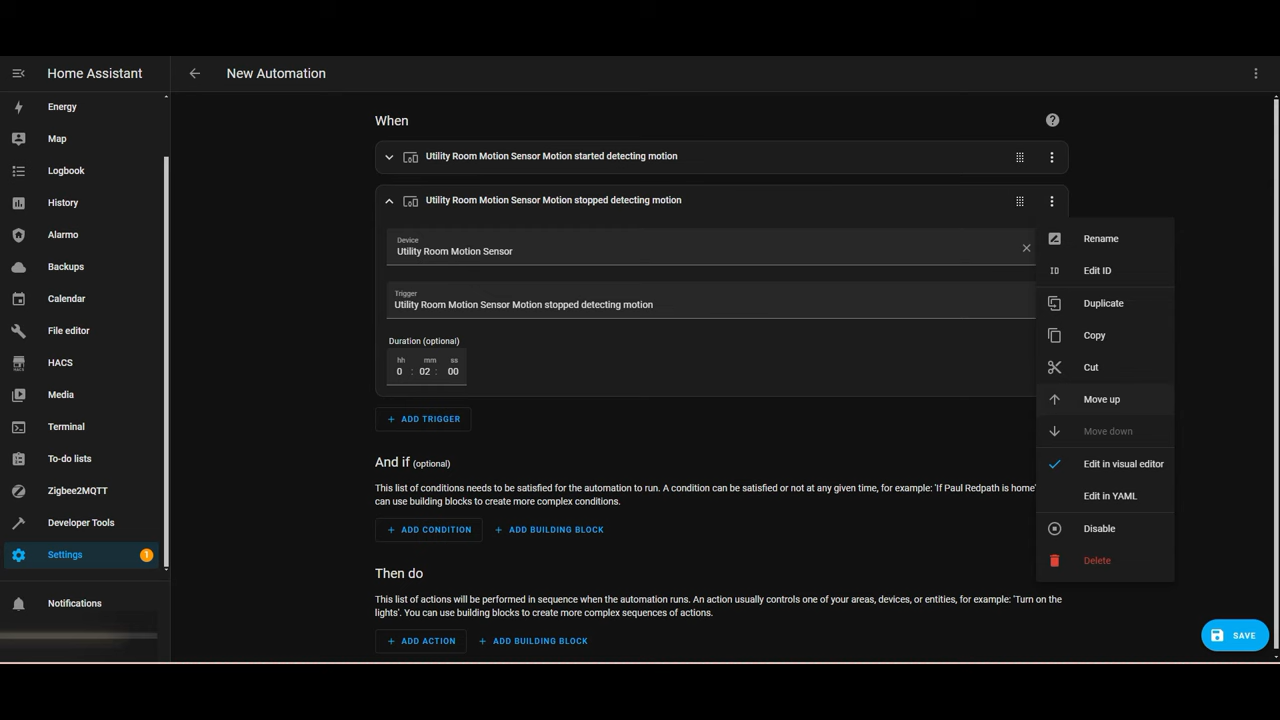 Home Assistant
New Automation
Energy
Map
Logbook
History
Alarmo
Backups
Calendar
File editor
HACS
HACS
Media
Terminal
To-do lists
Zigbee2MQTT
Developer Tools
Settings
1
Notifications
When
Utility Room Motion Sensor Motion started detecting motion
Utility Room Motion Sensor Motion stopped detecting motion
Device
Utility Room Motion Sensor
Trigger
Utility Room Motion Sensor Motion stopped detecting motion
Duration (optional)
hh mm ss
0 : 02 : 00
+ ADD TRIGGER
And if (optional)
This list of conditions needs to be satisfied for the automation to run. A condition can be satisfied or not at any given time, for example: 'If Paul Redpath is home'
can use building blocks to create more complex conditions.
+ ADD CONDITION + ADD BUILDING BLOCK
Then do
This list of actions will be performed in sequence when the automation runs. An action usually controls one of your areas, devices, or entities, for example: 'Turn on the
lights'. You can use building blocks to create more complex sequences of actions.
+ ADD ACTION + ADD BUILDING BLOCK
Rename
ID Edit ID
Duplicate
Copy
Cut
Move up
Move down
Edit in visual editor
Edit in YAML
Disable
Delete
SAVE